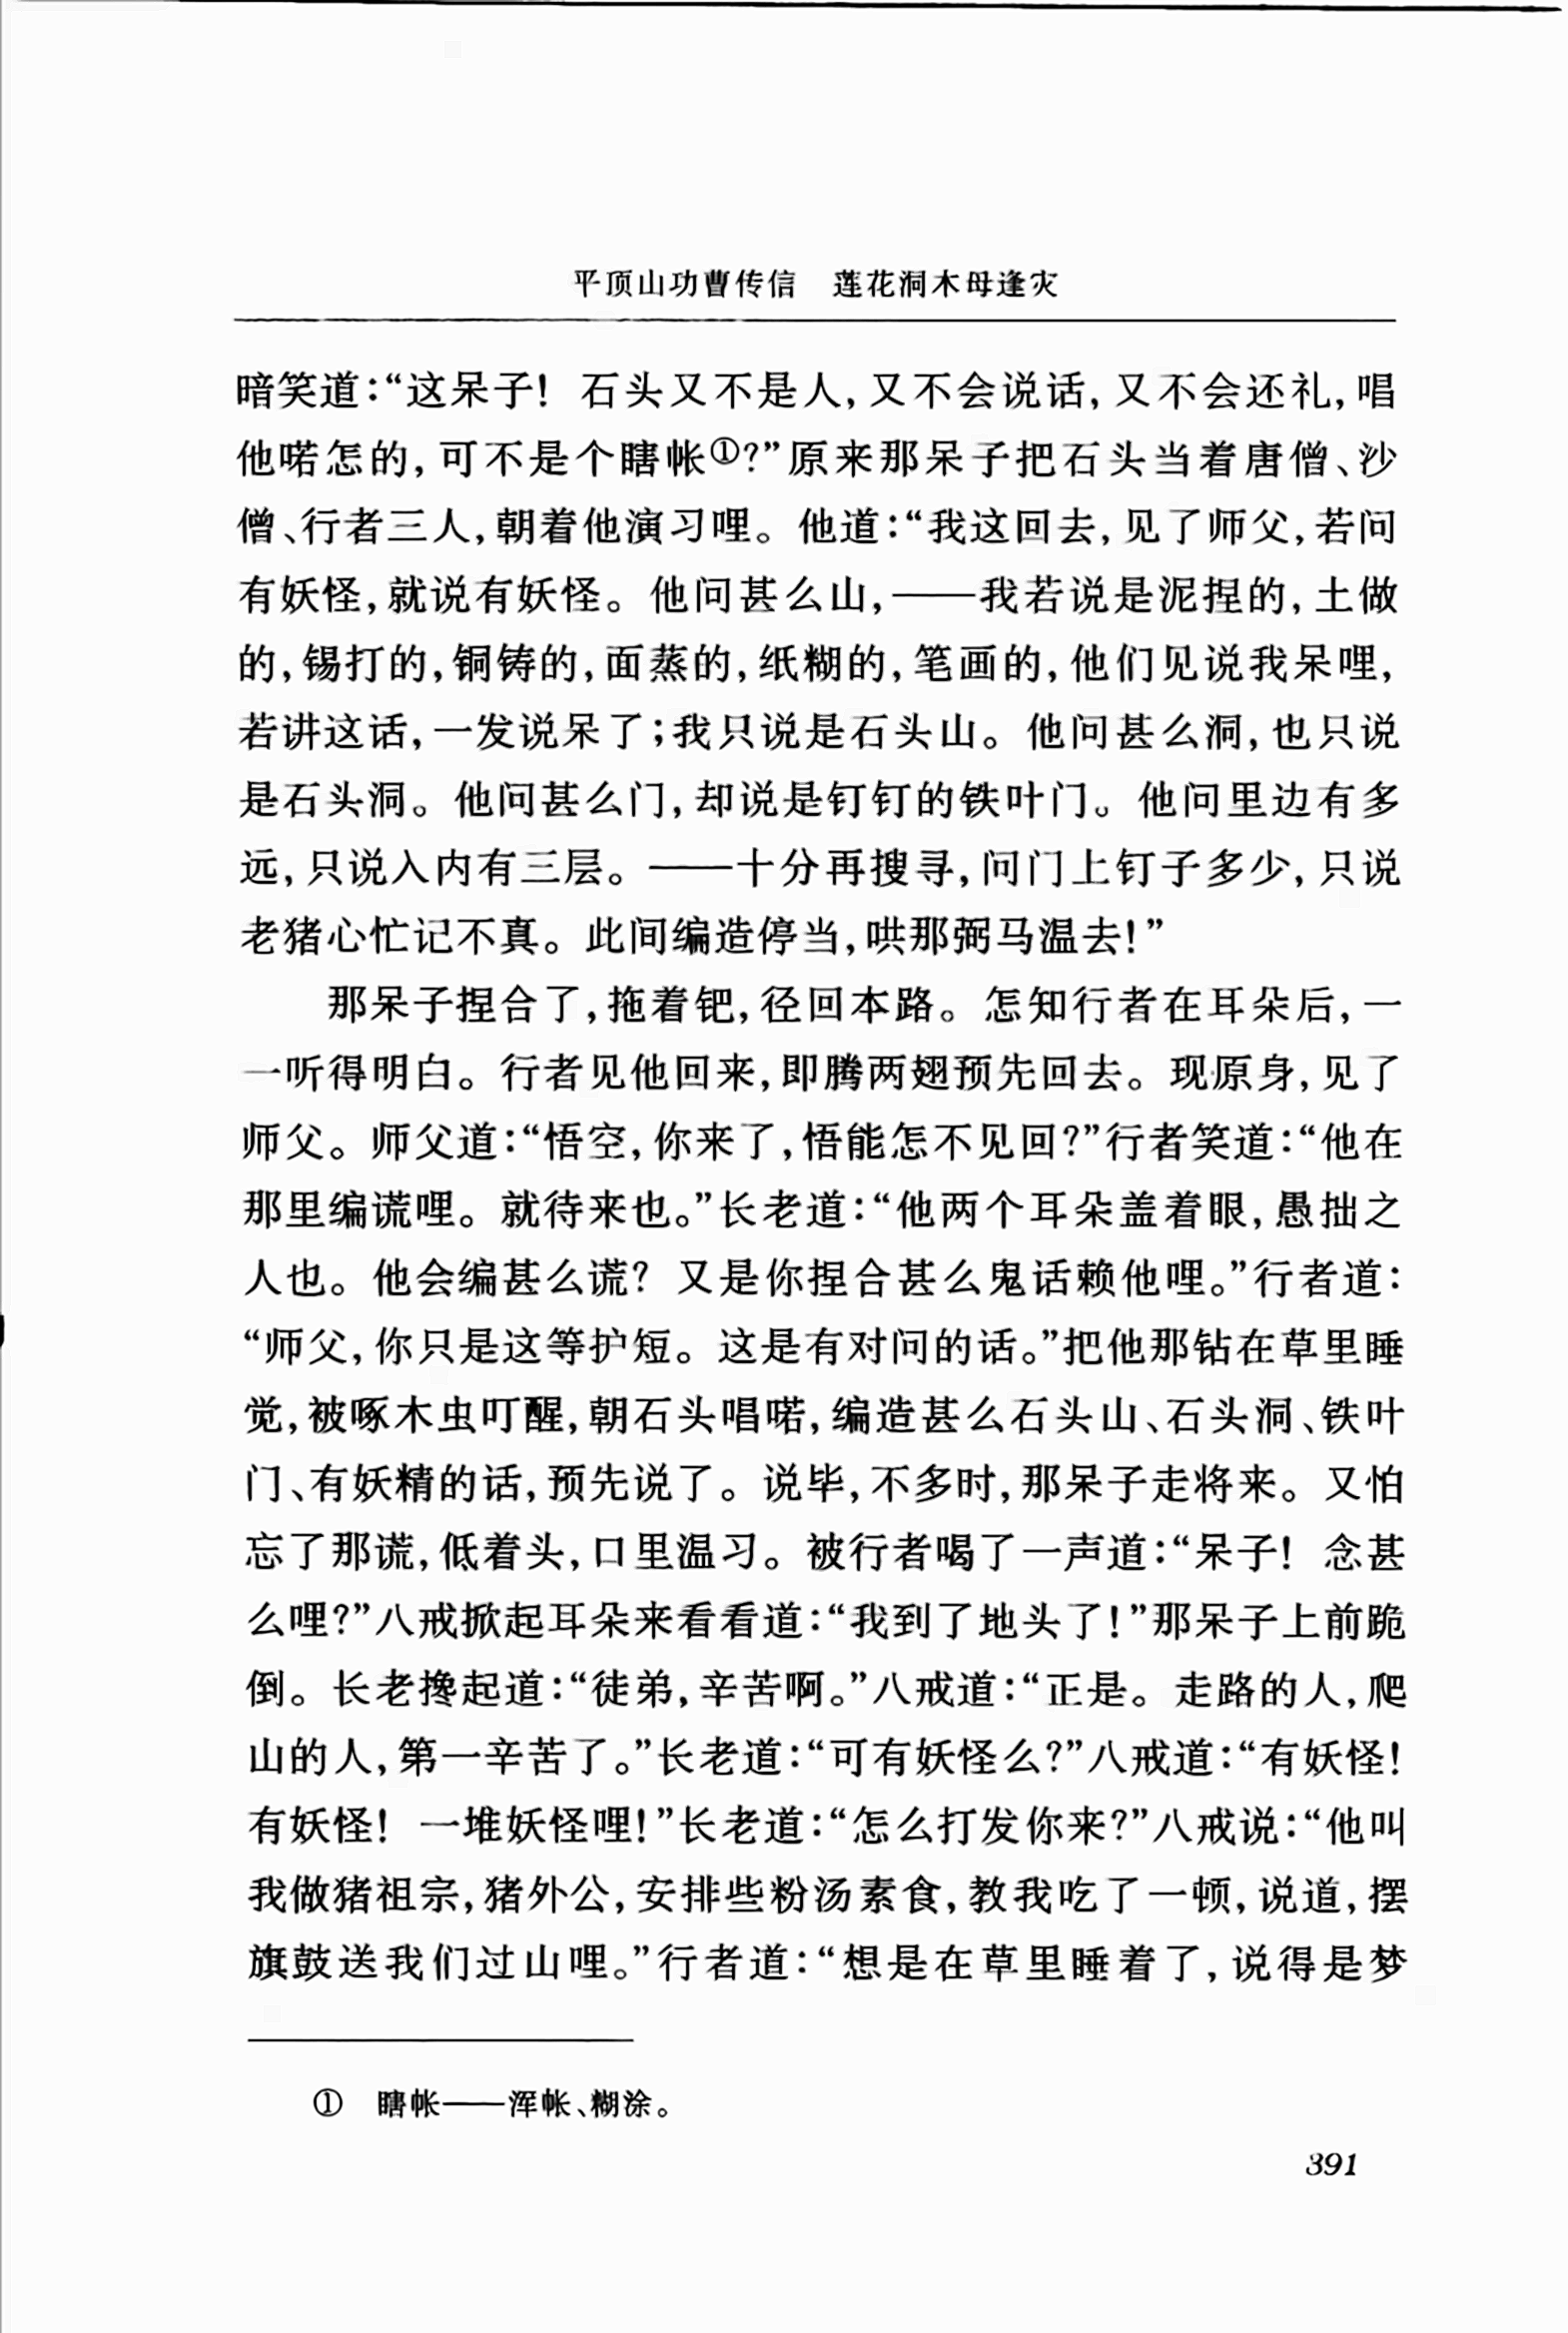 平顶山功曹传信　莲花洞木母逢灾
暗笑道：“这呆子！石头又不是人，又不会说话，又不会还礼，唱
他喏怎的，可不是个瞎帐①？”原来那呆子把石头当着唐僧、沙
僧、行者三人，朝着他演习哩。他道：“我这回去，见了师父，若问
有妖怪，就说有妖怪。他问甚么山，——我若说是泥捏的，土做
的，锡打的，铜铸的，面蒸的，纸糊的，笔画的，他们见说我呆哩，
若讲这话，一发说呆了；我只说是石头山。他问甚么洞，也只说
是石头洞。他问甚么门，却说是钉钉的铁叶门。他问里边有多
远，只说入内有三层。——十分再搜寻，问门上钉子多少，只说
老猪心忙记不真。此间编造停当，哄那弼马温去！”
那呆子捏合了，拖着钯，径回本路。怎知行者在耳朵后，一
一听得明白。行者见他回来，即腾两翅预先回去。现原身，见了
师父。师父道：“悟空，你来了，悟能怎不见回？”行者笑道：“他在
那里编谎哩。就待来也。”长老道：“他两个耳朵盖着眼，愚拙之
人也。他会编甚么谎？又是你捏合甚么鬼话赖他哩。”行者道：
“师父，你只是这等护短。这是有对问的话。”把他那钻在草里睡
觉，被啄木虫叮醒，朝石头唱喏，编造甚么石头山、石头洞、铁叶
门、有妖精的话，预先说了。说毕，不多时，那呆子走将来。又怕
忘了那谎，低着头，口里温习。被行者喝了一声道：“呆子！念甚
么哩？”八戒掀起耳朵来看看道：“我到了地头了！”那呆子上前跪
倒。长老搀起道：“徒弟，辛苦啊。”八戒道：“正是。走路的人，爬
山的人，第一辛苦了。”长老道：“可有妖怪么？”八戒道：“有妖怪！
有妖怪！一堆妖怪哩！”长老道：“怎么打发你来？”八戒说：“他叫
我做猪祖宗，猪外公，安排些粉汤素食，教我吃了一顿，说道，摆
旗鼓送我们过山哩。”行者道：“想是在草里睡着了，说得是梦
①　瞎帐——浑帐、糊涂。
391